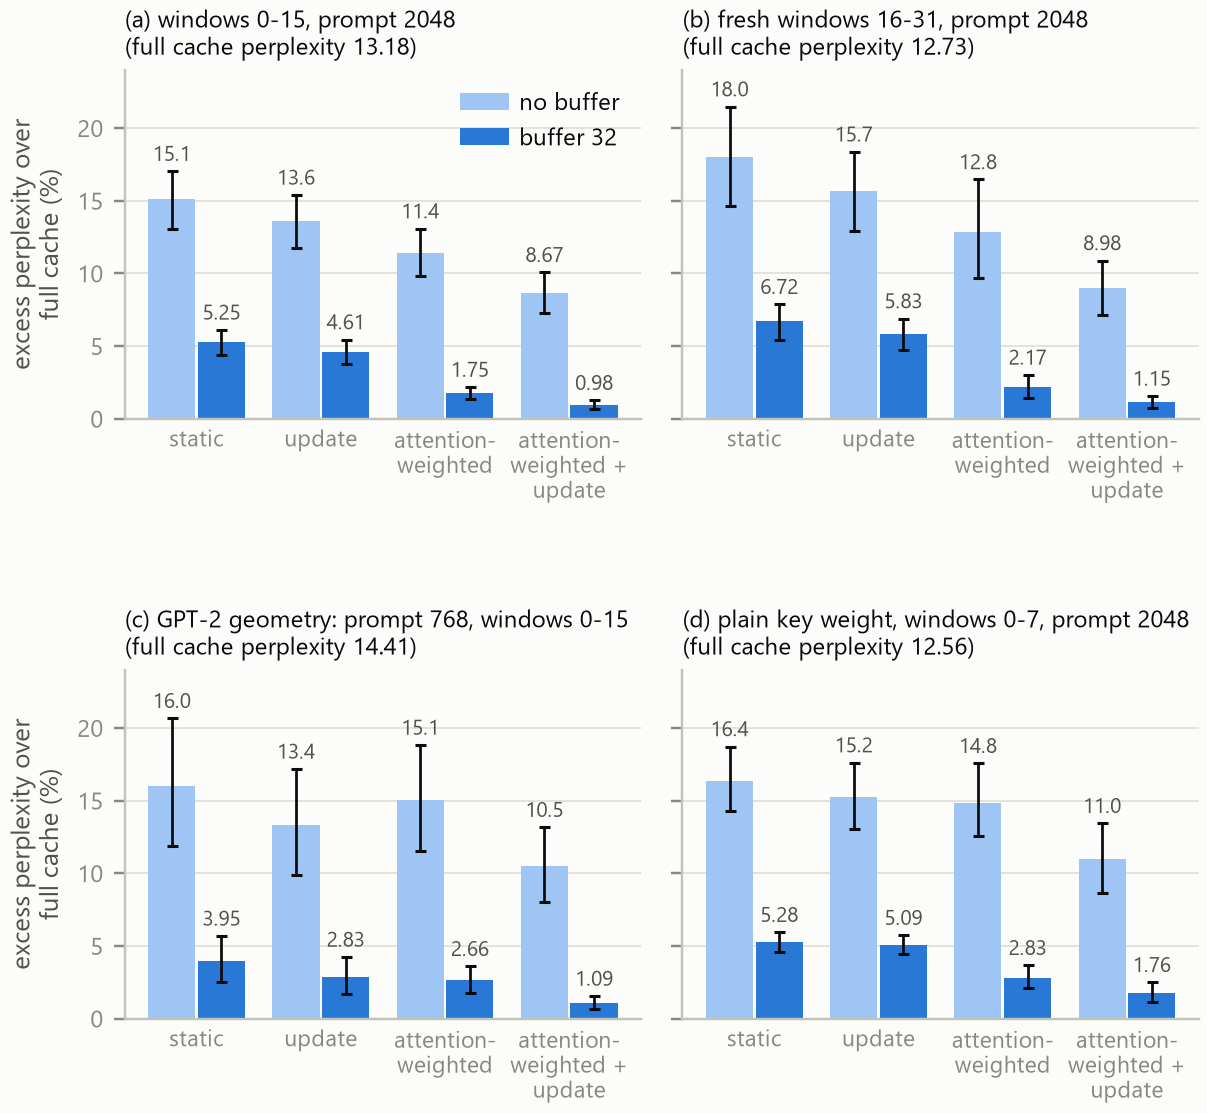 (a) windows 0-15, prompt 2048
(full cache perplexity 13.18)
excess perplexity over
full cache (%)
20
15
10
5
0
no buffer
buffer 32
15.1
5.25
13.6
4.61
11.4
1.75
8.67
0.98
static
update
attention-
weighted
attention-
weighted +
update
(b) fresh windows 16-31, prompt 2048
(full cache perplexity 12.73)
18.0
6.72
15.7
5.83
12.8
2.17
8.98
1.15
static
update
attention-
weighted
attention-
weighted +
update
(c) GPT-2 geometry: prompt 768, windows 0-15
(full cache perplexity 14.41)
excess perplexity over
full cache (%)
20
15
10
5
0
16.0
3.95
13.4
2.83
15.1
2.66
10.5
1.09
static
update
attention-
weighted
attention-
weighted +
update
(d) plain key weight, windows 0-7, prompt 2048
(full cache perplexity 12.56)
16.4
5.28
15.2
5.09
14.8
2.83
11.0
1.76
static
update
attention-
weighted
attention-
weighted +
update